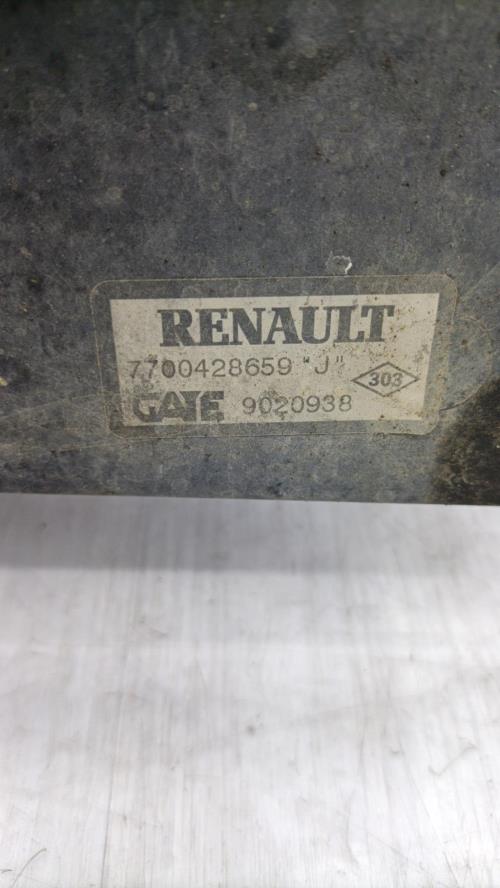 RENAULT
7700428659 "J"
303
GATE 9020938